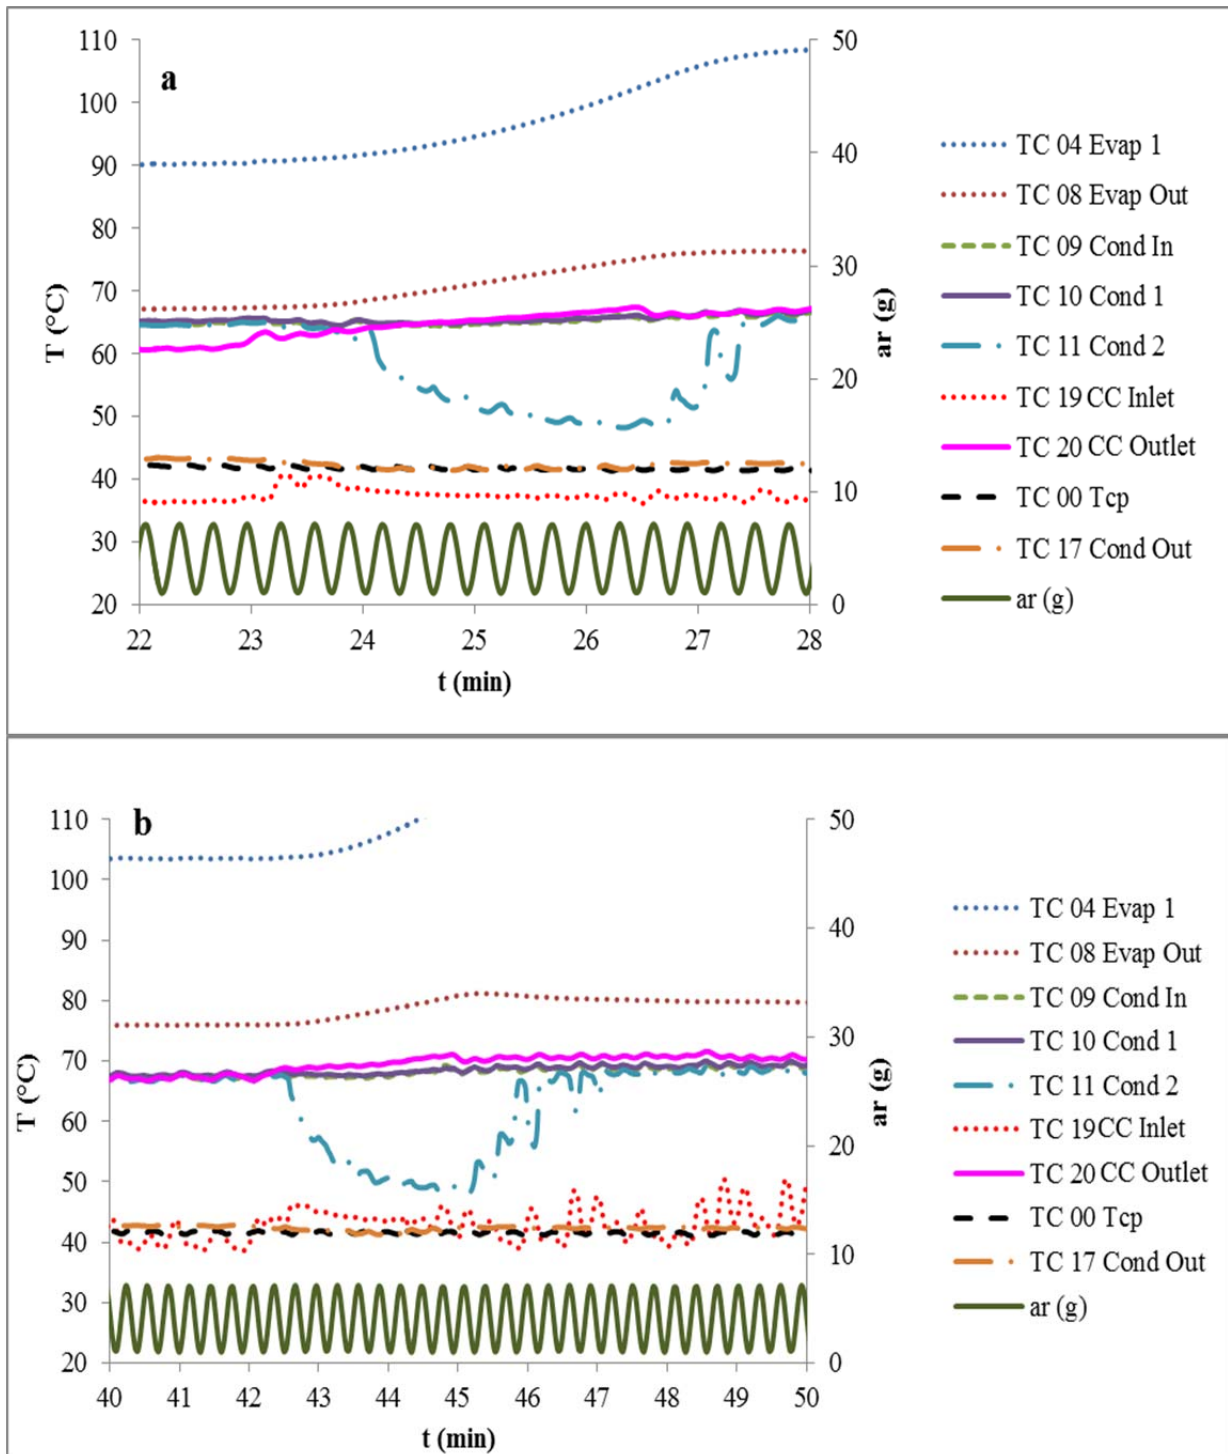 a
110
100
90
80
70
60
50
40
30
20
T (°C)
50
40
30
20
10
0
ar (g)
22 23 24 25 26 27 28
t (min)
TC 04 Evap 1
TC 08 Evap Out
TC 09 Cond In
TC 10 Cond 1
TC 11 Cond 2
TC 19 CC Inlet
TC 20 CC Outlet
TC 00 Tcp
TC 17 Cond Out
ar (g)
b
110
100
90
80
70
60
50
40
30
20
T (°C)
50
40
30
20
10
0
ar (g)
40 41 42 43 44 45 46 47 48 49 50
t (min)
TC 04 Evap 1
TC 08 Evap Out
TC 09 Cond In
TC 10 Cond 1
TC 11 Cond 2
TC 19 CC Inlet
TC 20 CC Outlet
TC 00 Tcp
TC 17 Cond Out
ar (g)